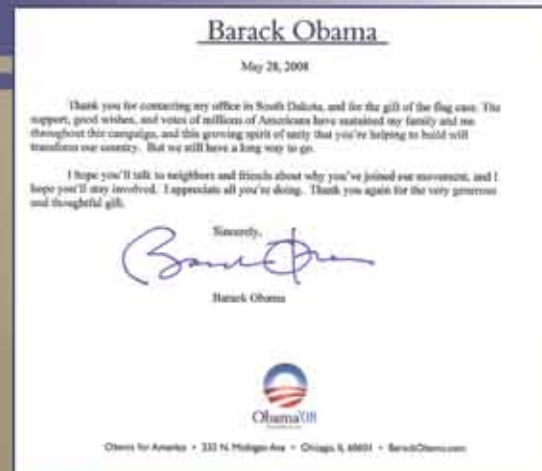 Barack Obama
May 28, 2008
Thank you for contacting my office in South Dakota, and for the gift of the flag case. The
support, good wishes, and votes of millions of Americans have sustained my family and me
throughout this campaign, and this growing spirit of unity that you're helping to build will
transform our country. But we still have a long way to go.
I hope you'll talk to neighbors and friends about why you've joined our movement, and I
hope you'll stay involved. I appreciate all you're doing. Thank you again for the very generous
and thoughtful gift.
Sincerely,
Barack Obama
Obama'08
Obama for America • 233 N. Michigan Ave • Chicago, IL 60601 • BarackObama.com